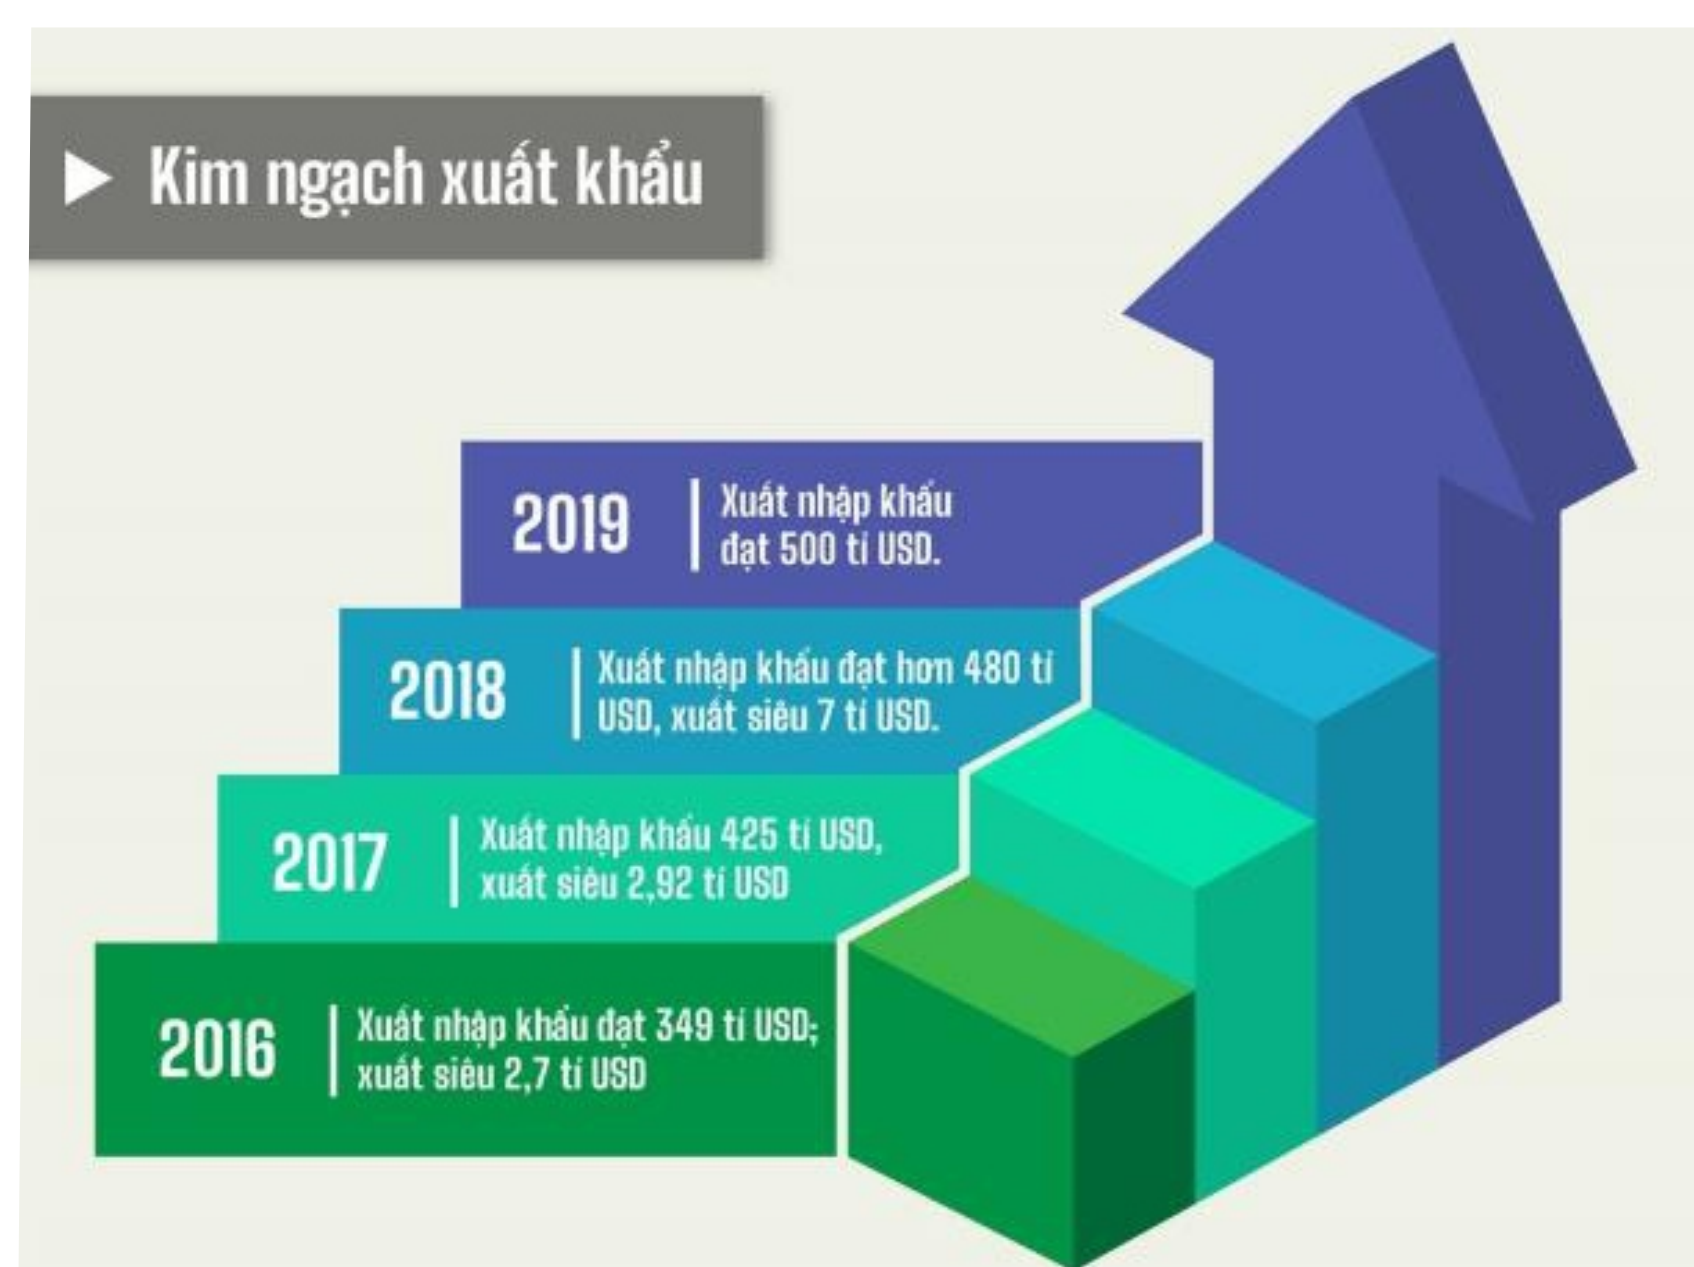 Kim ngạch xuất khẩu
2019
Xuất nhập khẩu
đạt 500 tỉ USD.
2018
Xuất nhập khẩu đạt hơn 480 tỉ
USD, xuất siêu 7 tỉ USD.
2017
Xuất nhập khẩu 425 tỉ USD,
xuất siêu 2,92 tỉ USD
2016
Xuất nhập khẩu đạt 349 tỉ USD;
xuất siêu 2,7 tỉ USD